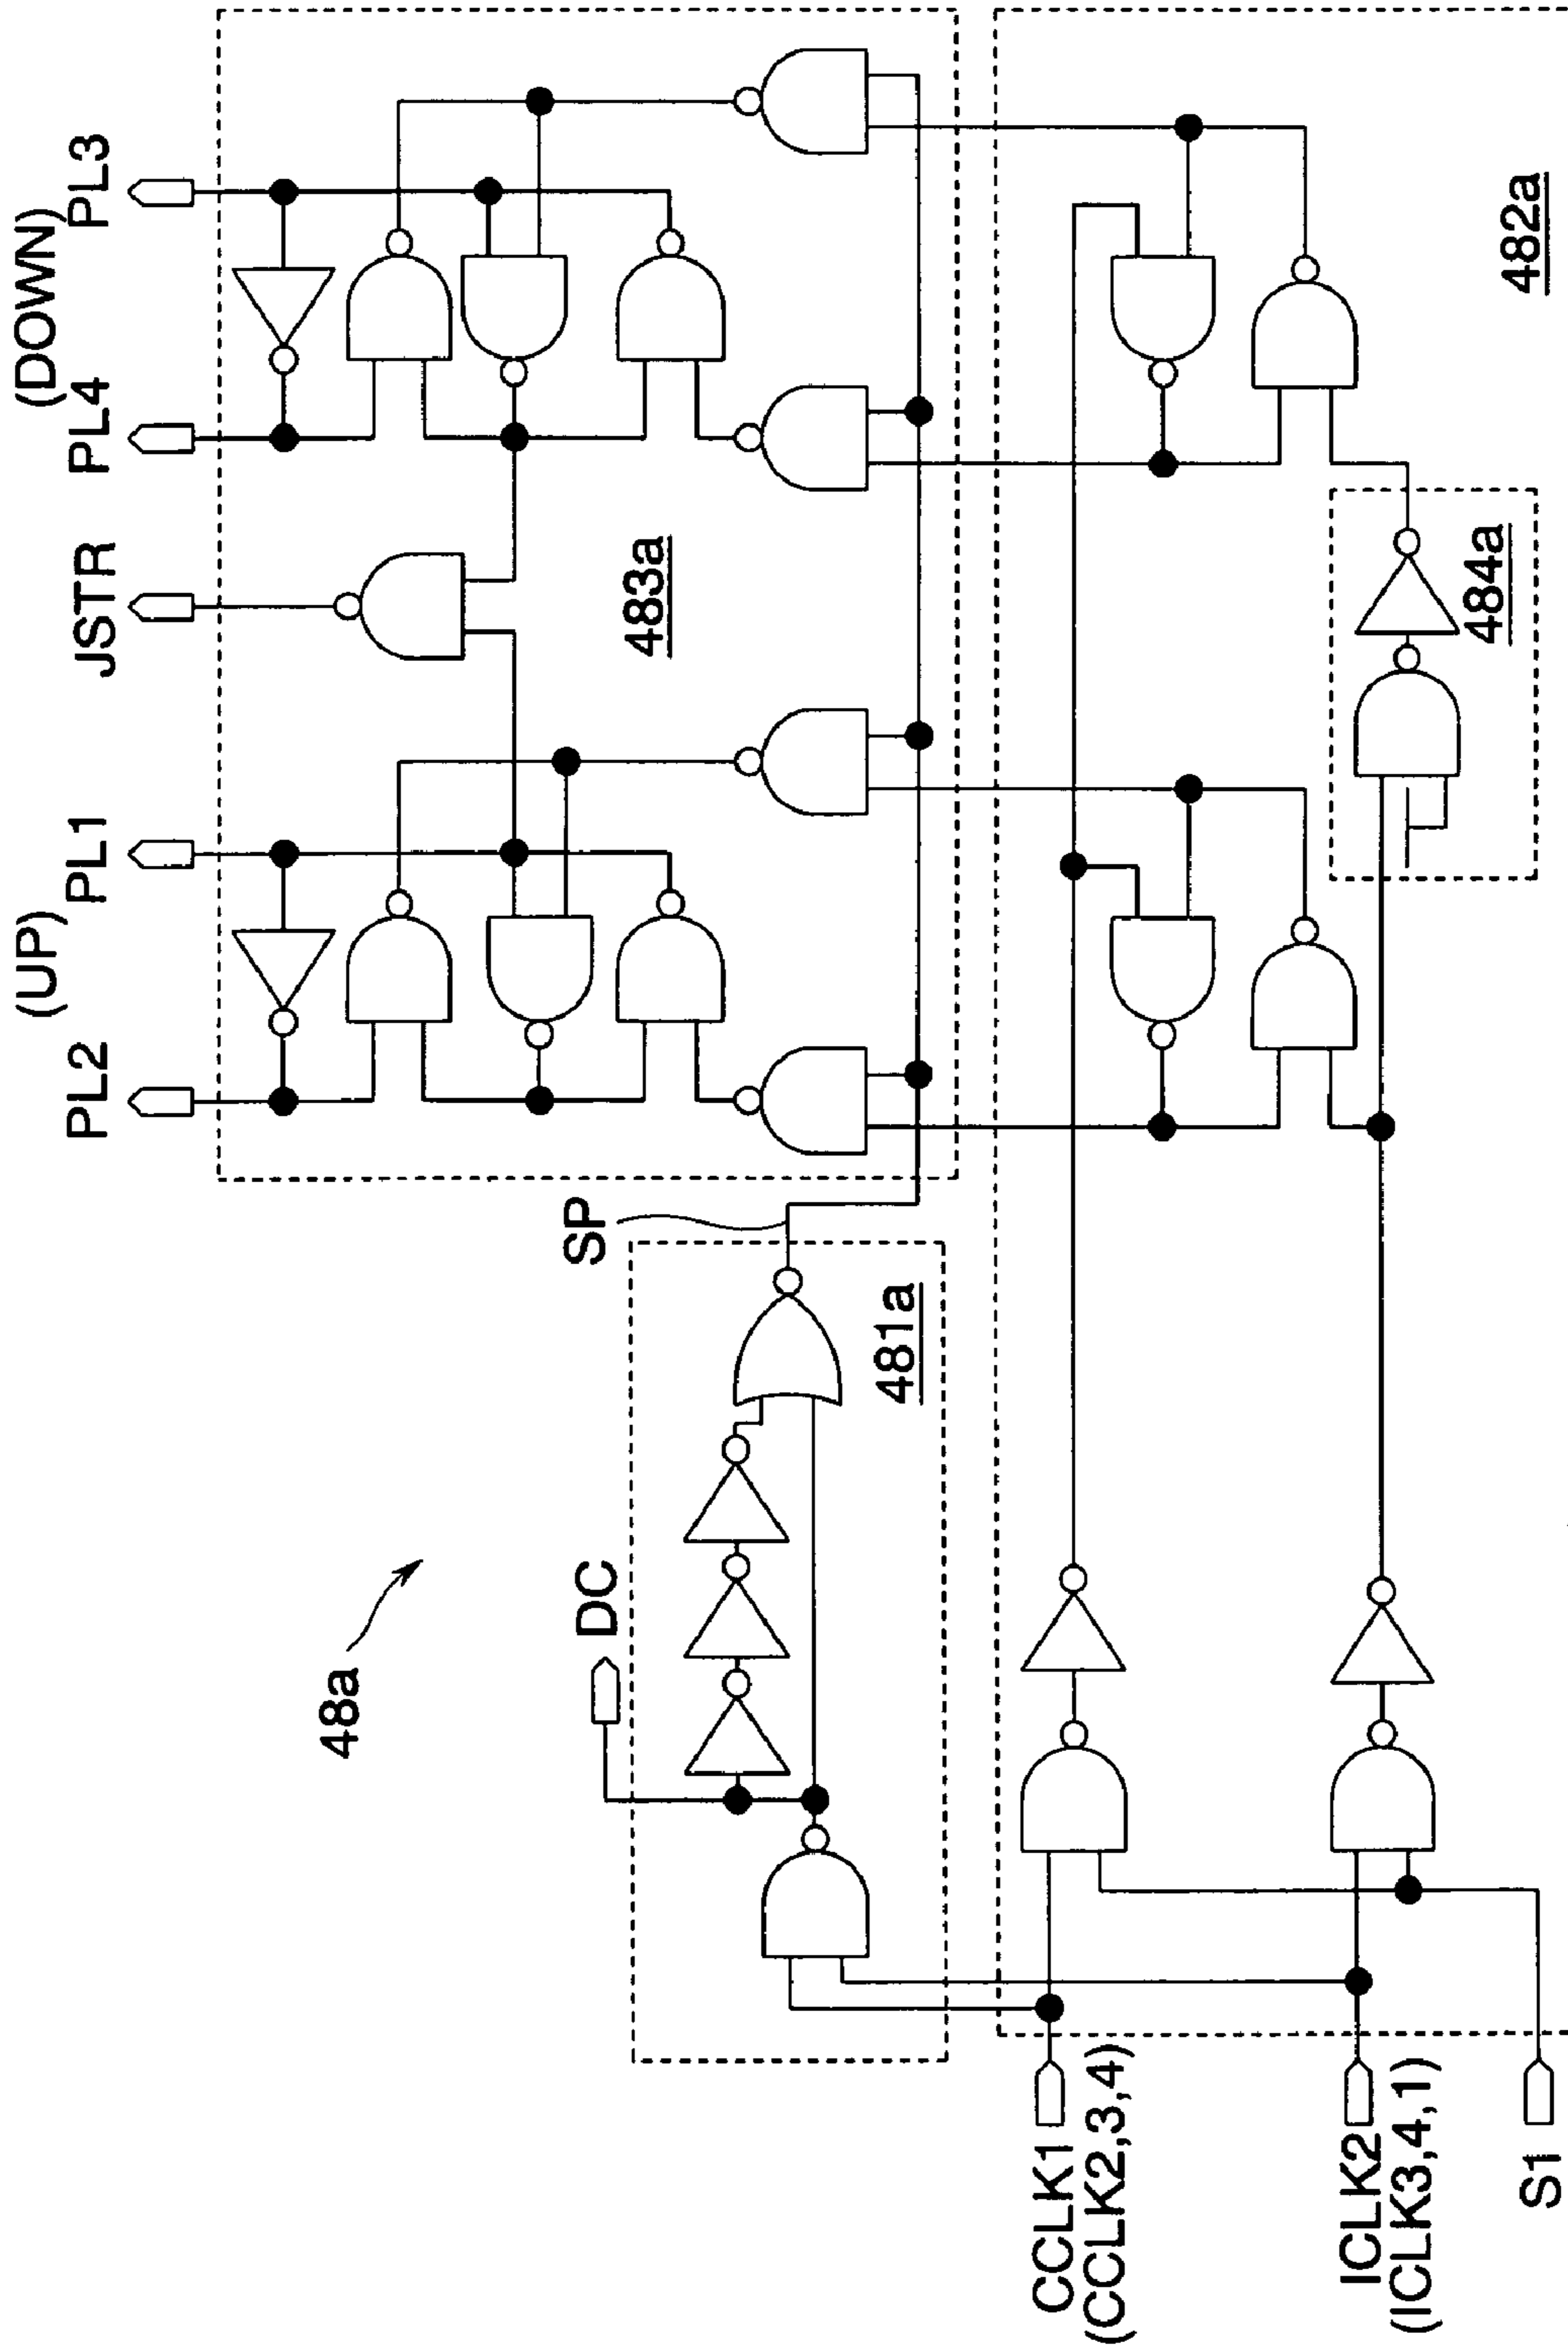 (UP)
(DOWN)
PL2
PL1
JSTR
PL4
PL3
483a
SP
481a
48a
DC
482a
484a
CCLK1
(CCLK2,3,4)
ICLK2
(ICLK3,4,1)
S1